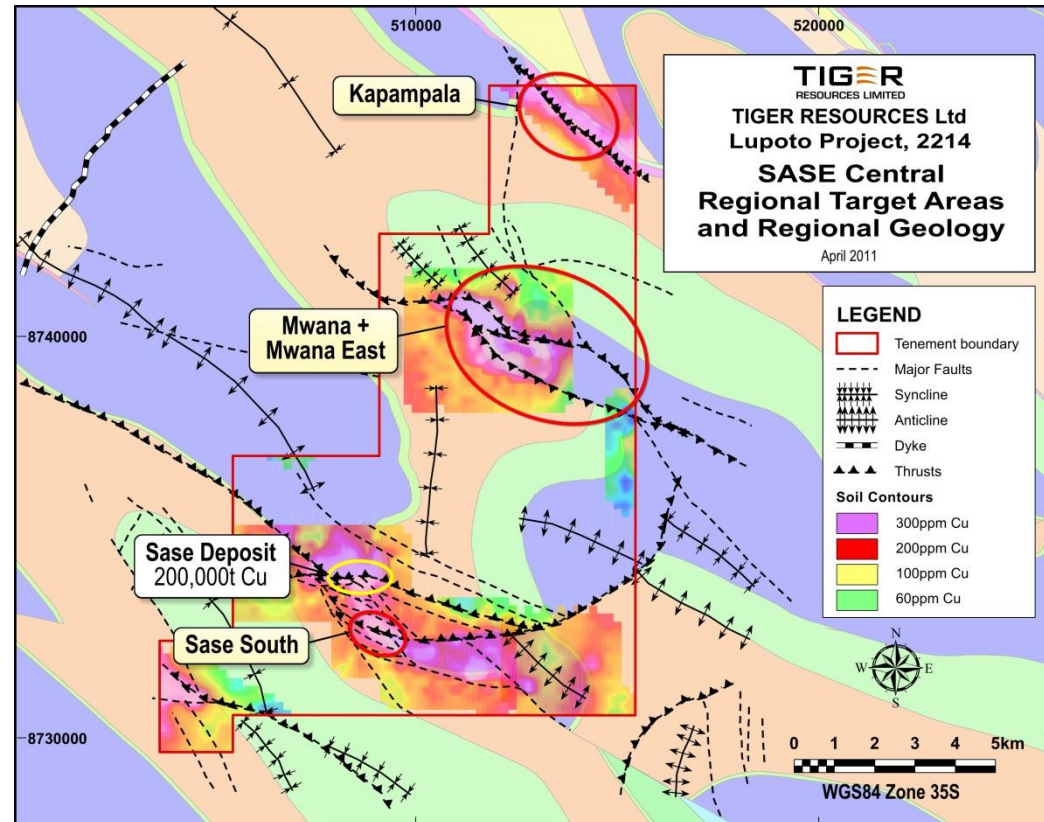 510000
520000
Kapampala
TIGER
RESOURCES LIMITED
TIGER RESOURCES Ltd
Lupoto Project, 2214
SASE Central
Regional Target Areas
and Regional Geology
April 2011
Mwana +
Mwana East
8740000
LEGEND
Tenement boundary
Major Faults
Syncline
Anticline
Dyke
Thrusts
Soil Contours
300ppm Cu
200ppm Cu
100ppm Cu
60ppm Cu
Sase Deposit
200,000t Cu
Sase South
N
W E
S
8730000
0 1 2 3 4 5km
WGS84 Zone 35S